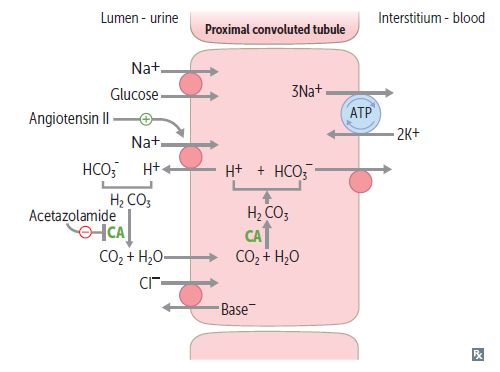 Lumen - urine
Proximal convoluted tubule
Interstitium - blood
Na+
Glucose
3Na+
ATP
Angiotensin II
+
2K+
Na+
HCO3− H+
H+ + HCO3−
H2 CO3
H2 CO3
Acetazolamide
− CA
CA
CO2 + H2O
CO2 + H2O
Cl−
Base−
℞